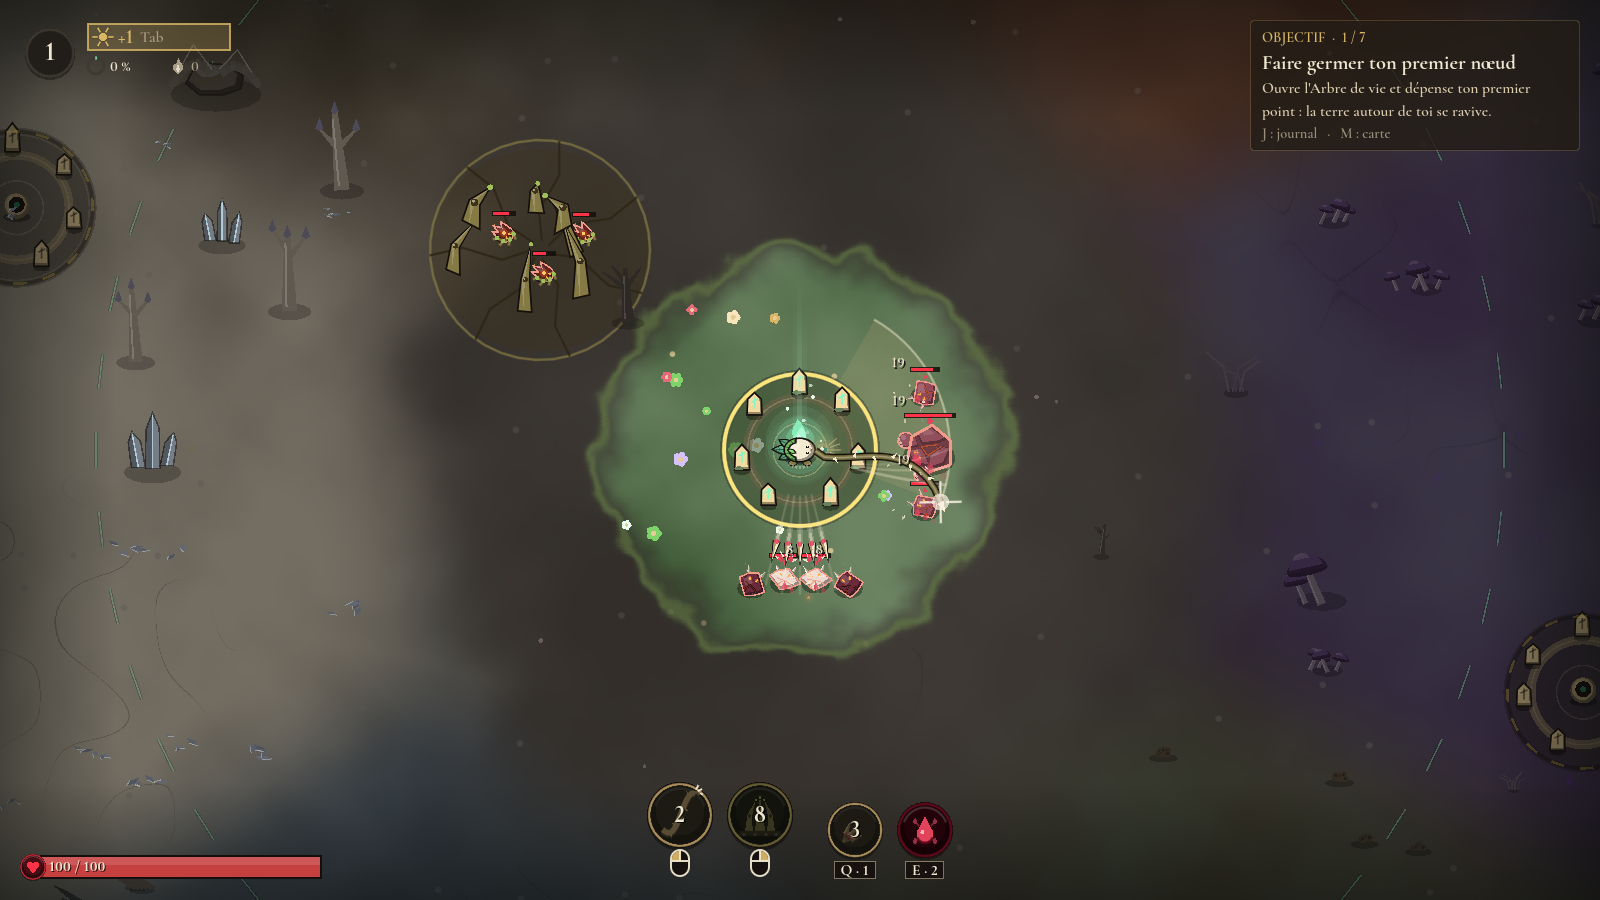 1
+1 Tab
0 %
0
OBJECTIF · 1 / 7
Faire germer ton premier nœud
Ouvre l'Arbre de vie et dépense ton premier
point : la terre autour de toi se ravive.
J : journal · M : carte
19
19
19
2
8
3
Q · 1
E · 2
100 / 100